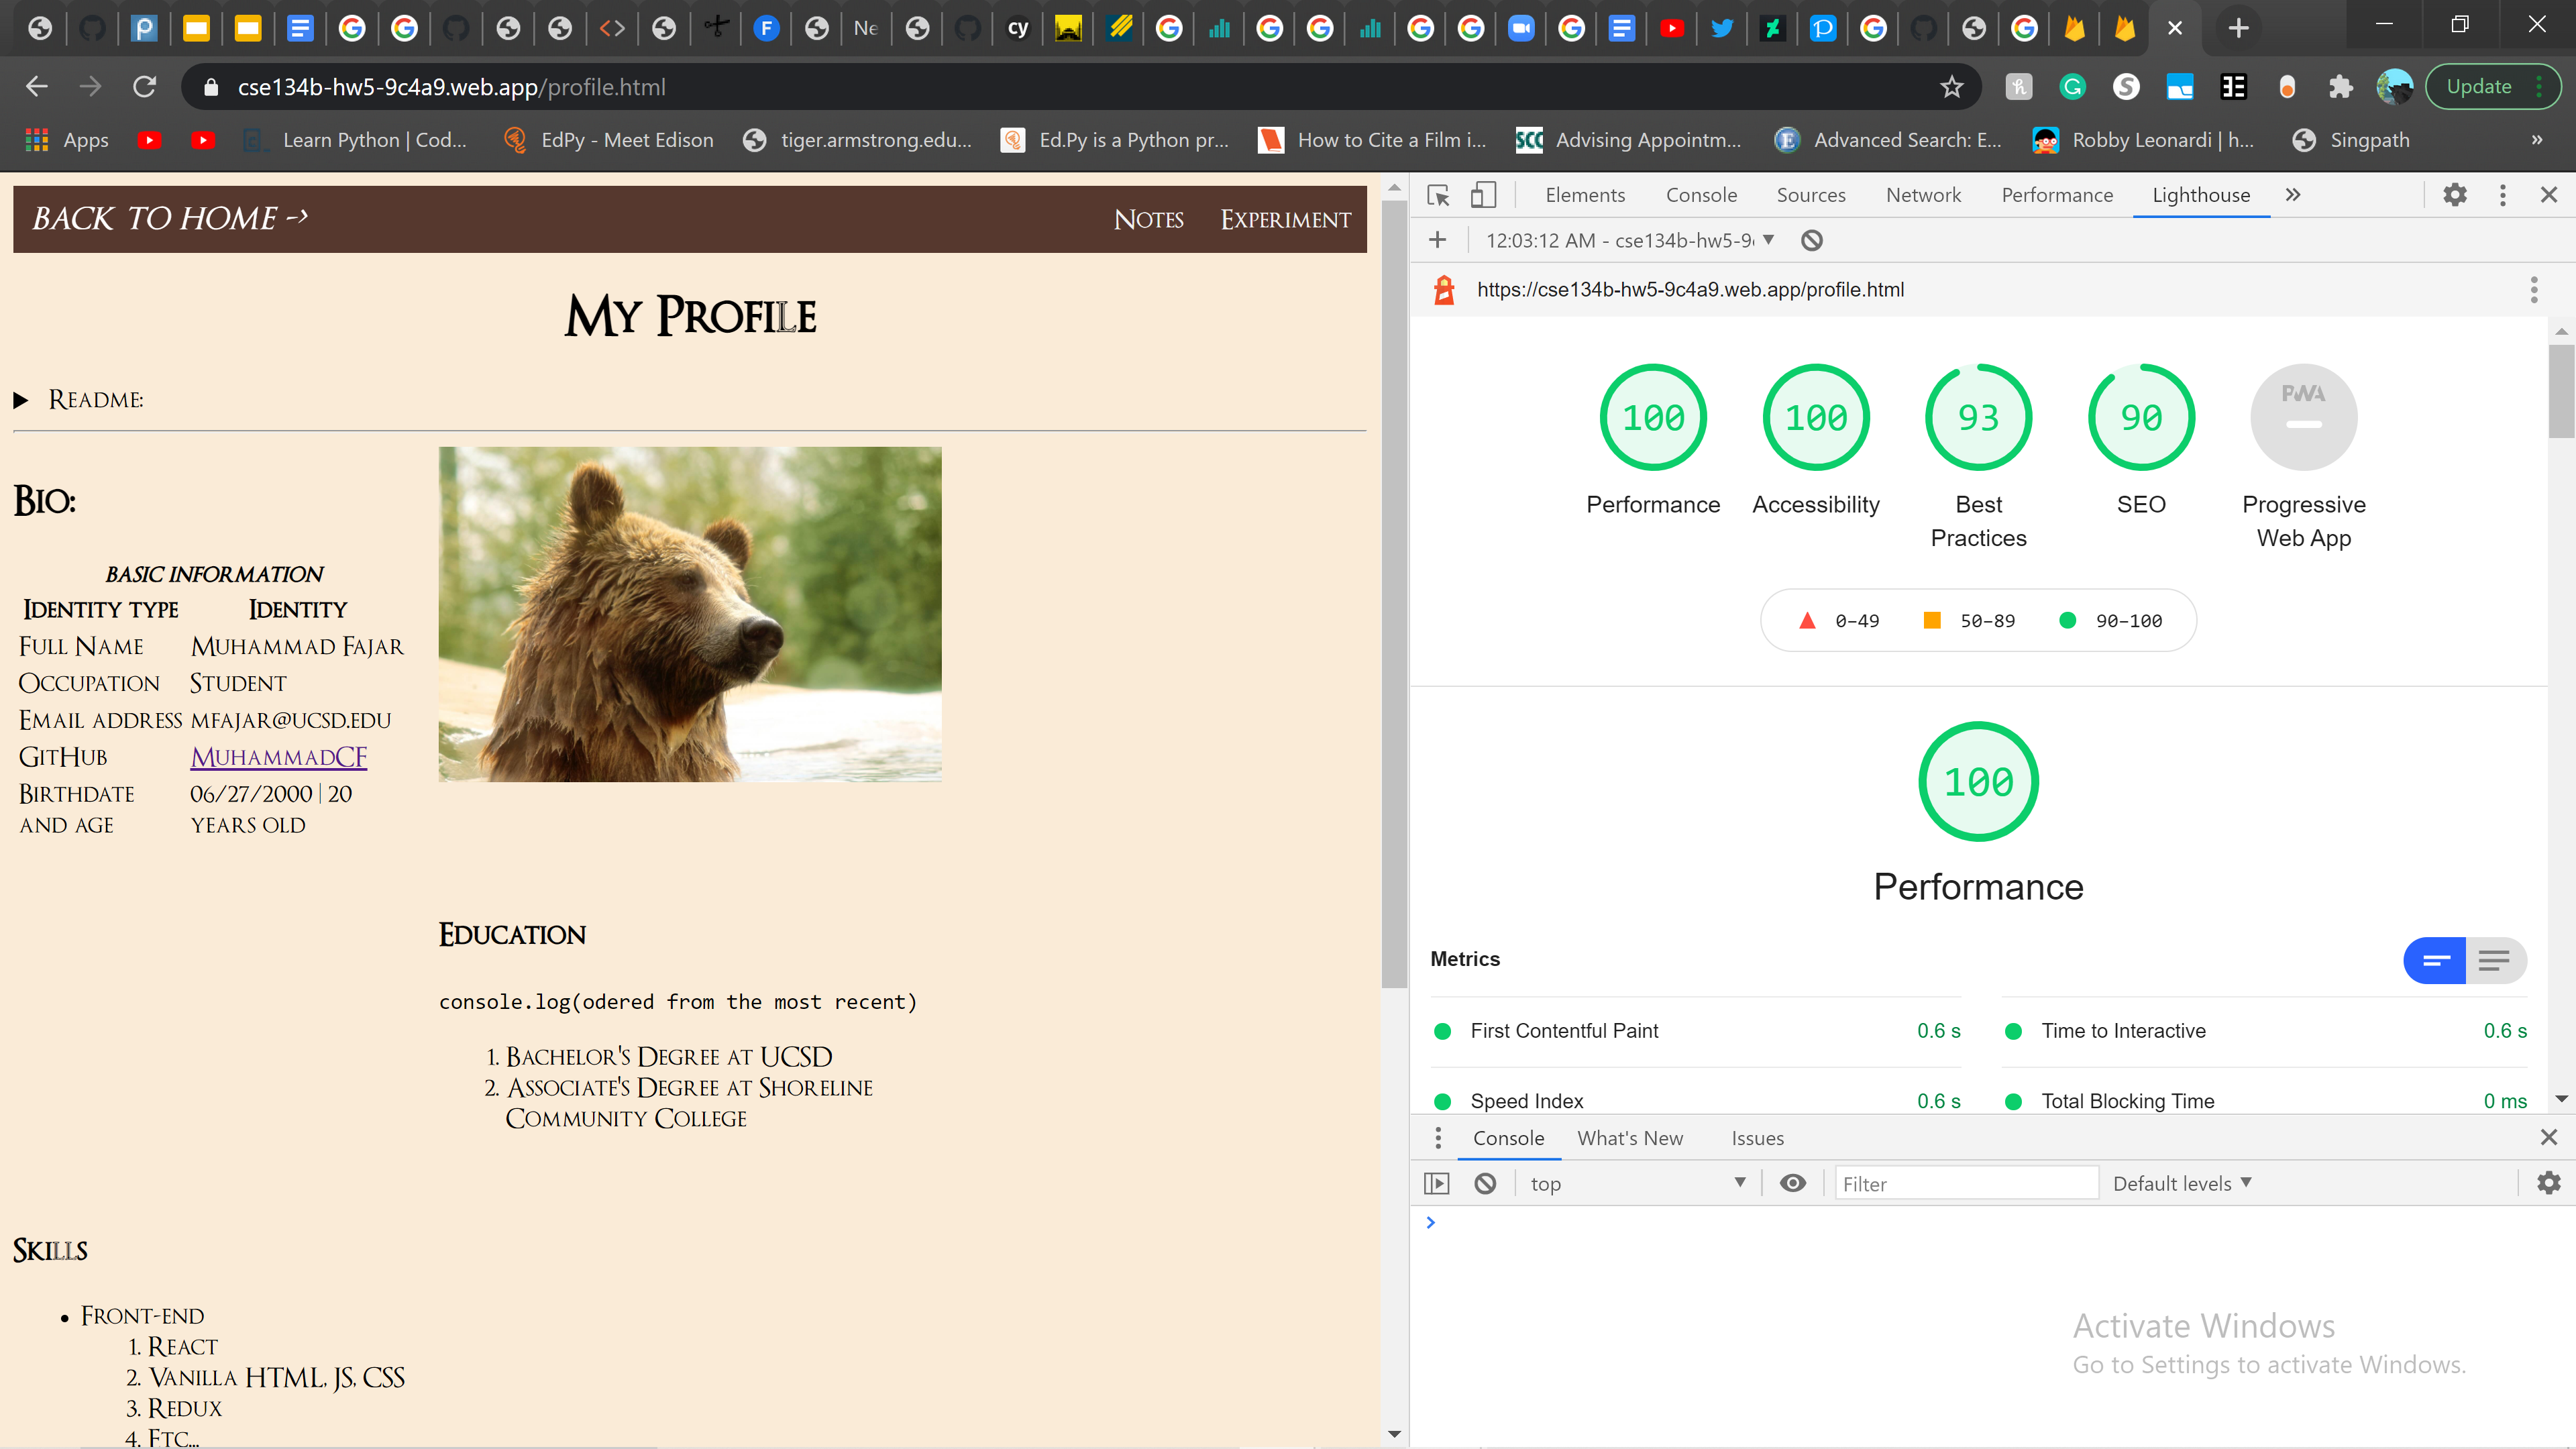 Ne
cy
cse134b-hw5-9c4a9.web.app/profile.html
Update
Apps
Learn Python | Cod...
EdPy - Meet Edison
tiger.armstrong.edu...
Ed.Py is a Python pr...
How to Cite a Film i...
SCC
Advising Appointm...
Advanced Search: E...
Robby Leonardi | h...
Singpath
»
BACK TO HOME ->
Notes
Experiment
My Profile
Readme:
Bio:
BASIC INFORMATION
Identity type Identity
Full Name Muhammad Fajar
Occupation Student
Email address mfajar@ucsd.edu
GitHub MuhammadCF
Birthdate and age 06/27/2000 | 20 years old
Education
console.log(odered from the most recent)
1. Bachelor's Degree at UCSD
2. Associate's Degree at Shoreline
Community College
Skills
• Front-end
1. React
2. Vanilla HTML, JS, CSS
3. Redux
4. Etc...
Elements
Console
Sources
Network
Performance
Lighthouse
»
12:03:12 AM - cse134b-hw5-9
https://cse134b-hw5-9c4a9.web.app/profile.html
100
100
93
90
PWA
Performance
Accessibility
Best
Practices
SEO
Progressive
Web App
0–49
50–89
90–100
100
Performance
Metrics
First Contentful Paint 0.6 s
Time to Interactive 0.6 s
Speed Index 0.6 s
Total Blocking Time 0 ms
Console
What's New
Issues
top
Filter
Default levels
Activate Windows
Go to Settings to activate Windows.